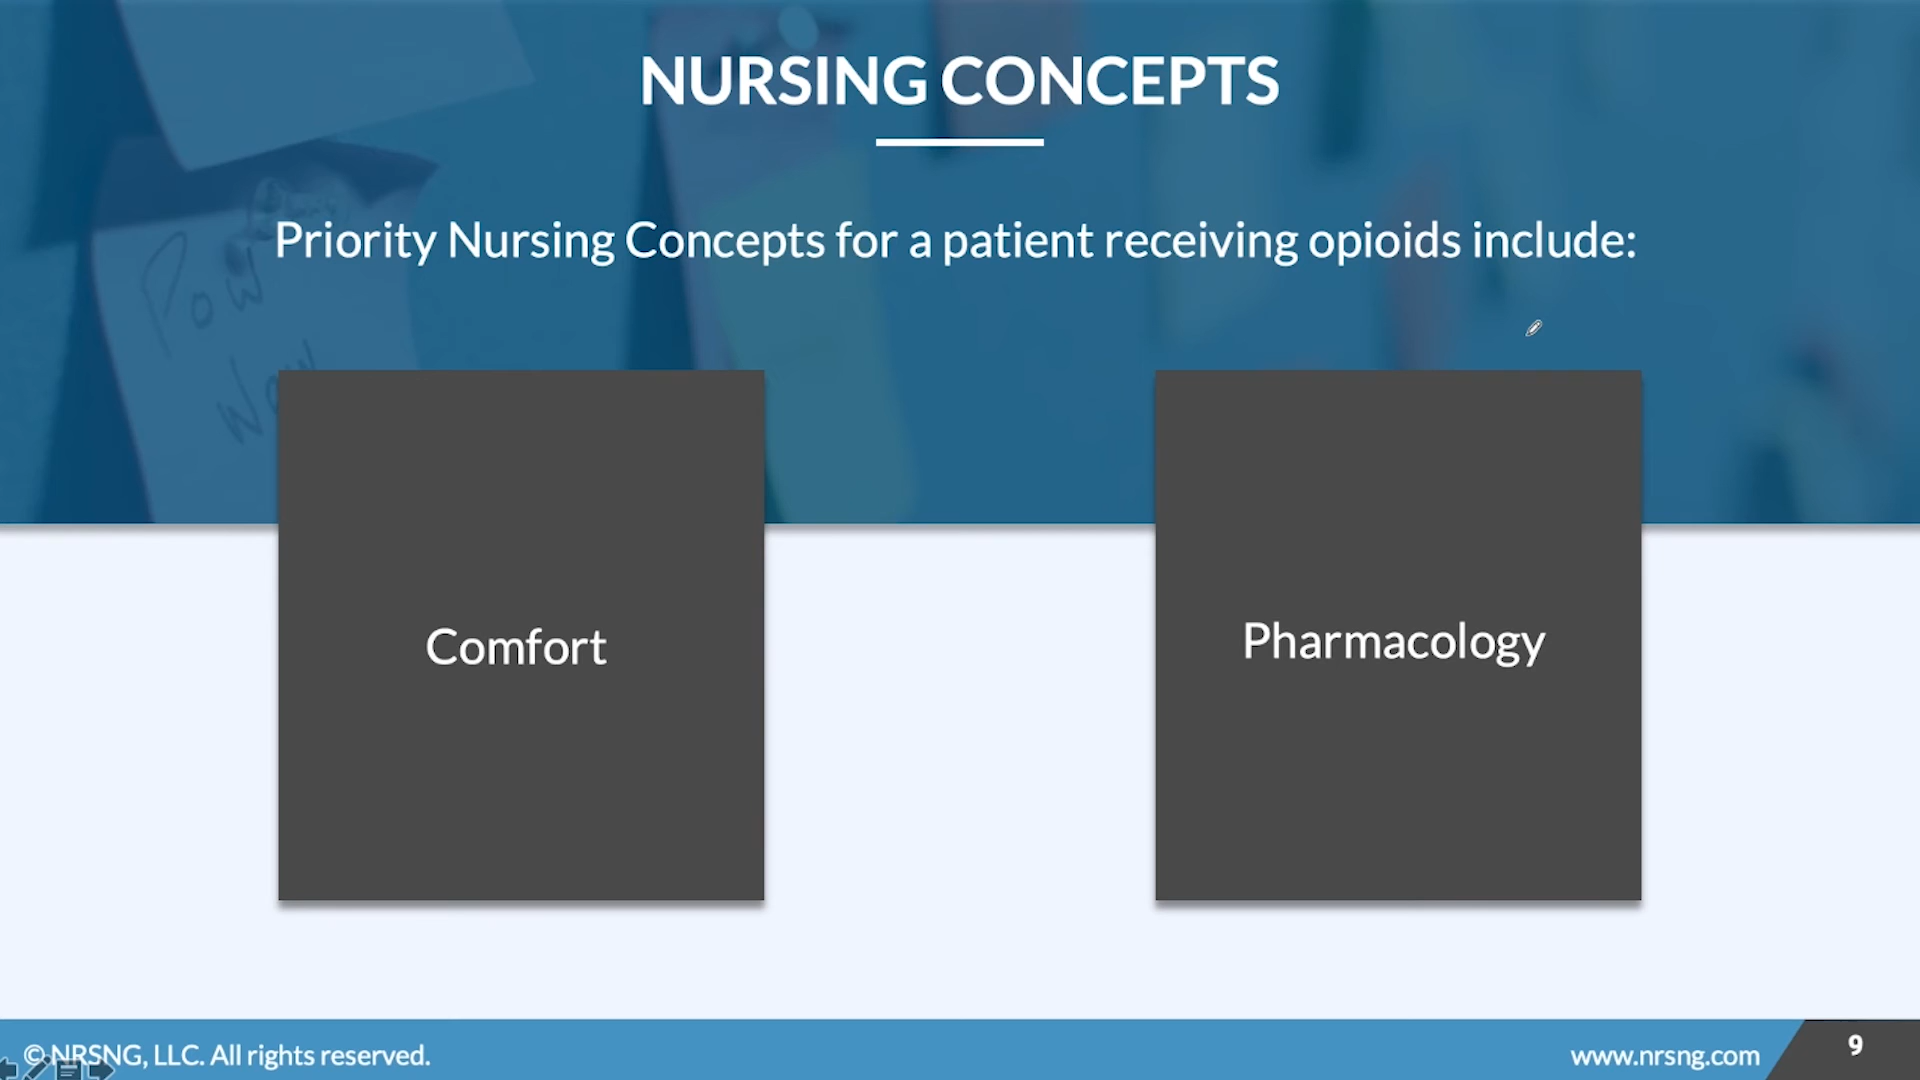 NURSING CONCEPTS
Priority Nursing Concepts for a patient receiving opioids include:
Pow
Comfort
Pharmacology
© NRSNG, LLC. All rights reserved.
www.nrsng.com
9